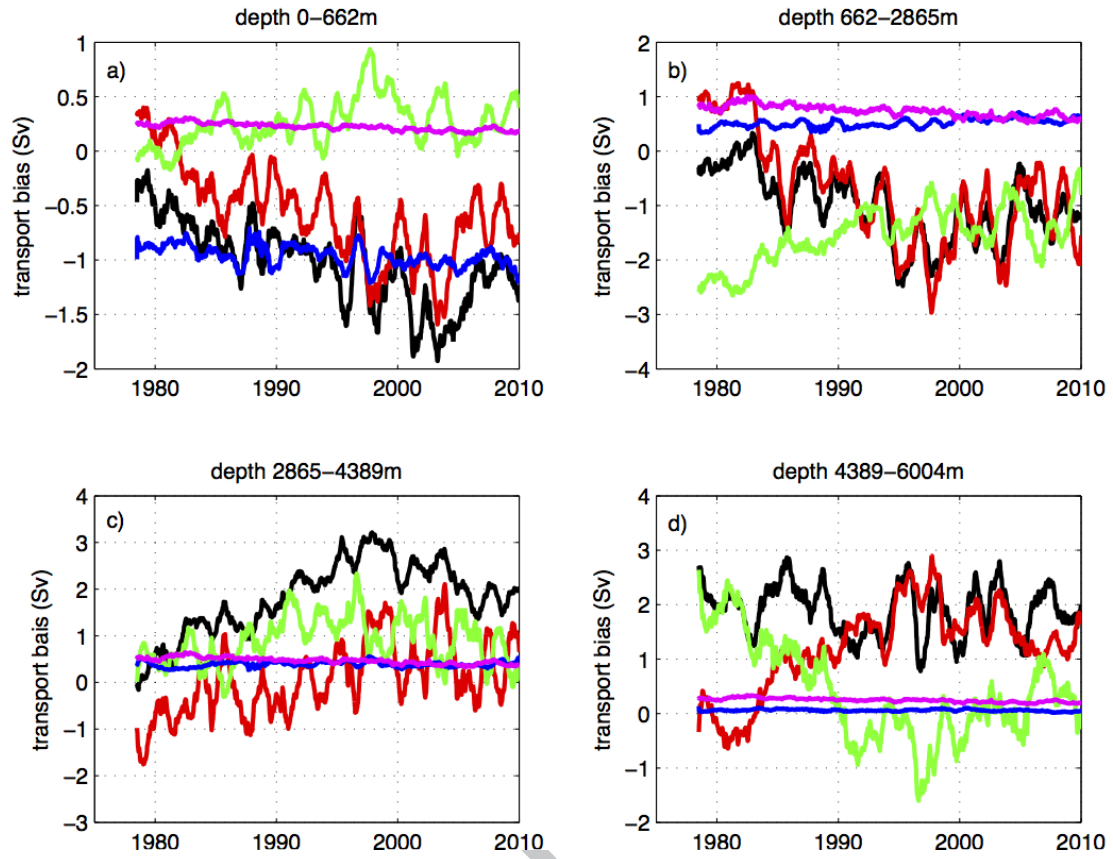 depth 0−662m
a)
transport bias (Sv)
1
0.5
0
−0.5
−1
−1.5
−2
1980 1990 2000 2010
depth 662−2865m
b)
transport bias (Sv)
2
1
0
−1
−2
−3
−4
1980 1990 2000 2010
depth 2865−4389m
c)
transport bais (Sv)
4
3
2
1
0
−1
−2
−3
1980 1990 2000 2010
depth 4389−6004m
d)
transport bias (Sv)
4
3
2
1
0
−1
−2
1980 1990 2000 2010